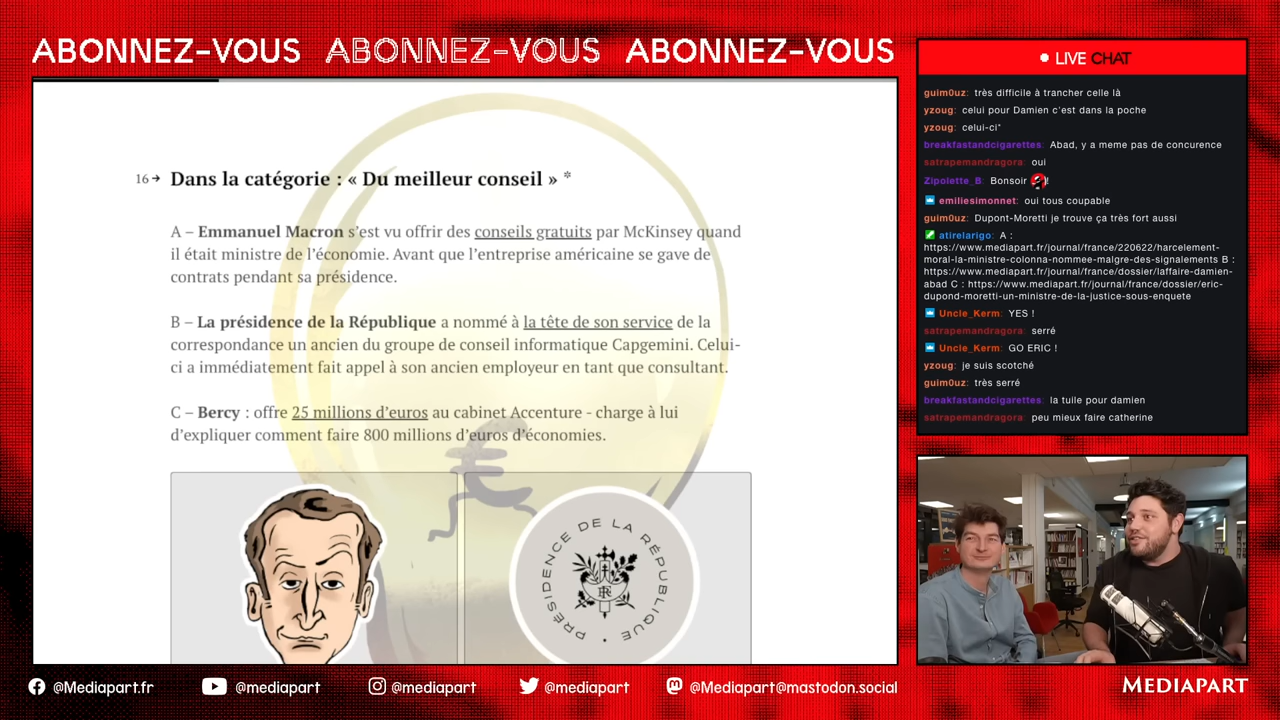 ABONNEZ-VOUS ABONNEZ-VOUS ABONNEZ-VOUS
16→ Dans la catégorie : « Du meilleur conseil » *
A – Emmanuel Macron s'est vu offrir des conseils gratuits par McKinsey quand
il était ministre de l'économie. Avant que l'entreprise américaine se gave de
contrats pendant sa présidence.
B – La présidence de la République a nommé à la tête de son service de la
correspondance un ancien du groupe de conseil informatique Capgemini. Celui-
ci a immédiatement fait appel à son ancien employeur en tant que consultant.
C – Bercy : offre 25 millions d'euros au cabinet Accenture - charge à lui
d'expliquer comment faire 800 millions d'euros d'économies.
PRÉSIDENCE DE LA RÉPUBLIQUE •
RF
LIVE CHAT
guim0uz: très difficile à trancher celle là
yzoug: celui pour Damien c'est dans la poche
yzoug: celui-ci*
breakfastandcigarettes: Abad, y a meme pas de concurence
satrapemandragora: oui
Zipolette_B: Bonsoir !
emiliesimonnet: oui tous coupable
guim0uz: Dupont-Moretti je trouve ça très fort aussi
atirelarigo: A :
https://www.mediapart.fr/journal/france/220622/harcelement-
moral-la-ministre-colonna-nommee-malgre-des-signalements B :
https://www.mediapart.fr/journal/france/dossier/laffaire-damien-
abad C : https://www.mediapart.fr/journal/france/dossier/eric-
dupond-moretti-un-ministre-de-la-justice-sous-enquete
Uncle_Kerm: YES !
satrapemandragora: serré
Uncle_Kerm: GO ERIC !
yzoug: je suis scotché
guim0uz: très serré
breakfastandcigarettes: la tuile pour damien
satrapemandragora: peu mieux faire catherine
@Mediapart.fr @mediapart @mediapart @mediapart @Mediapart@mastodon.social MEDIAPART